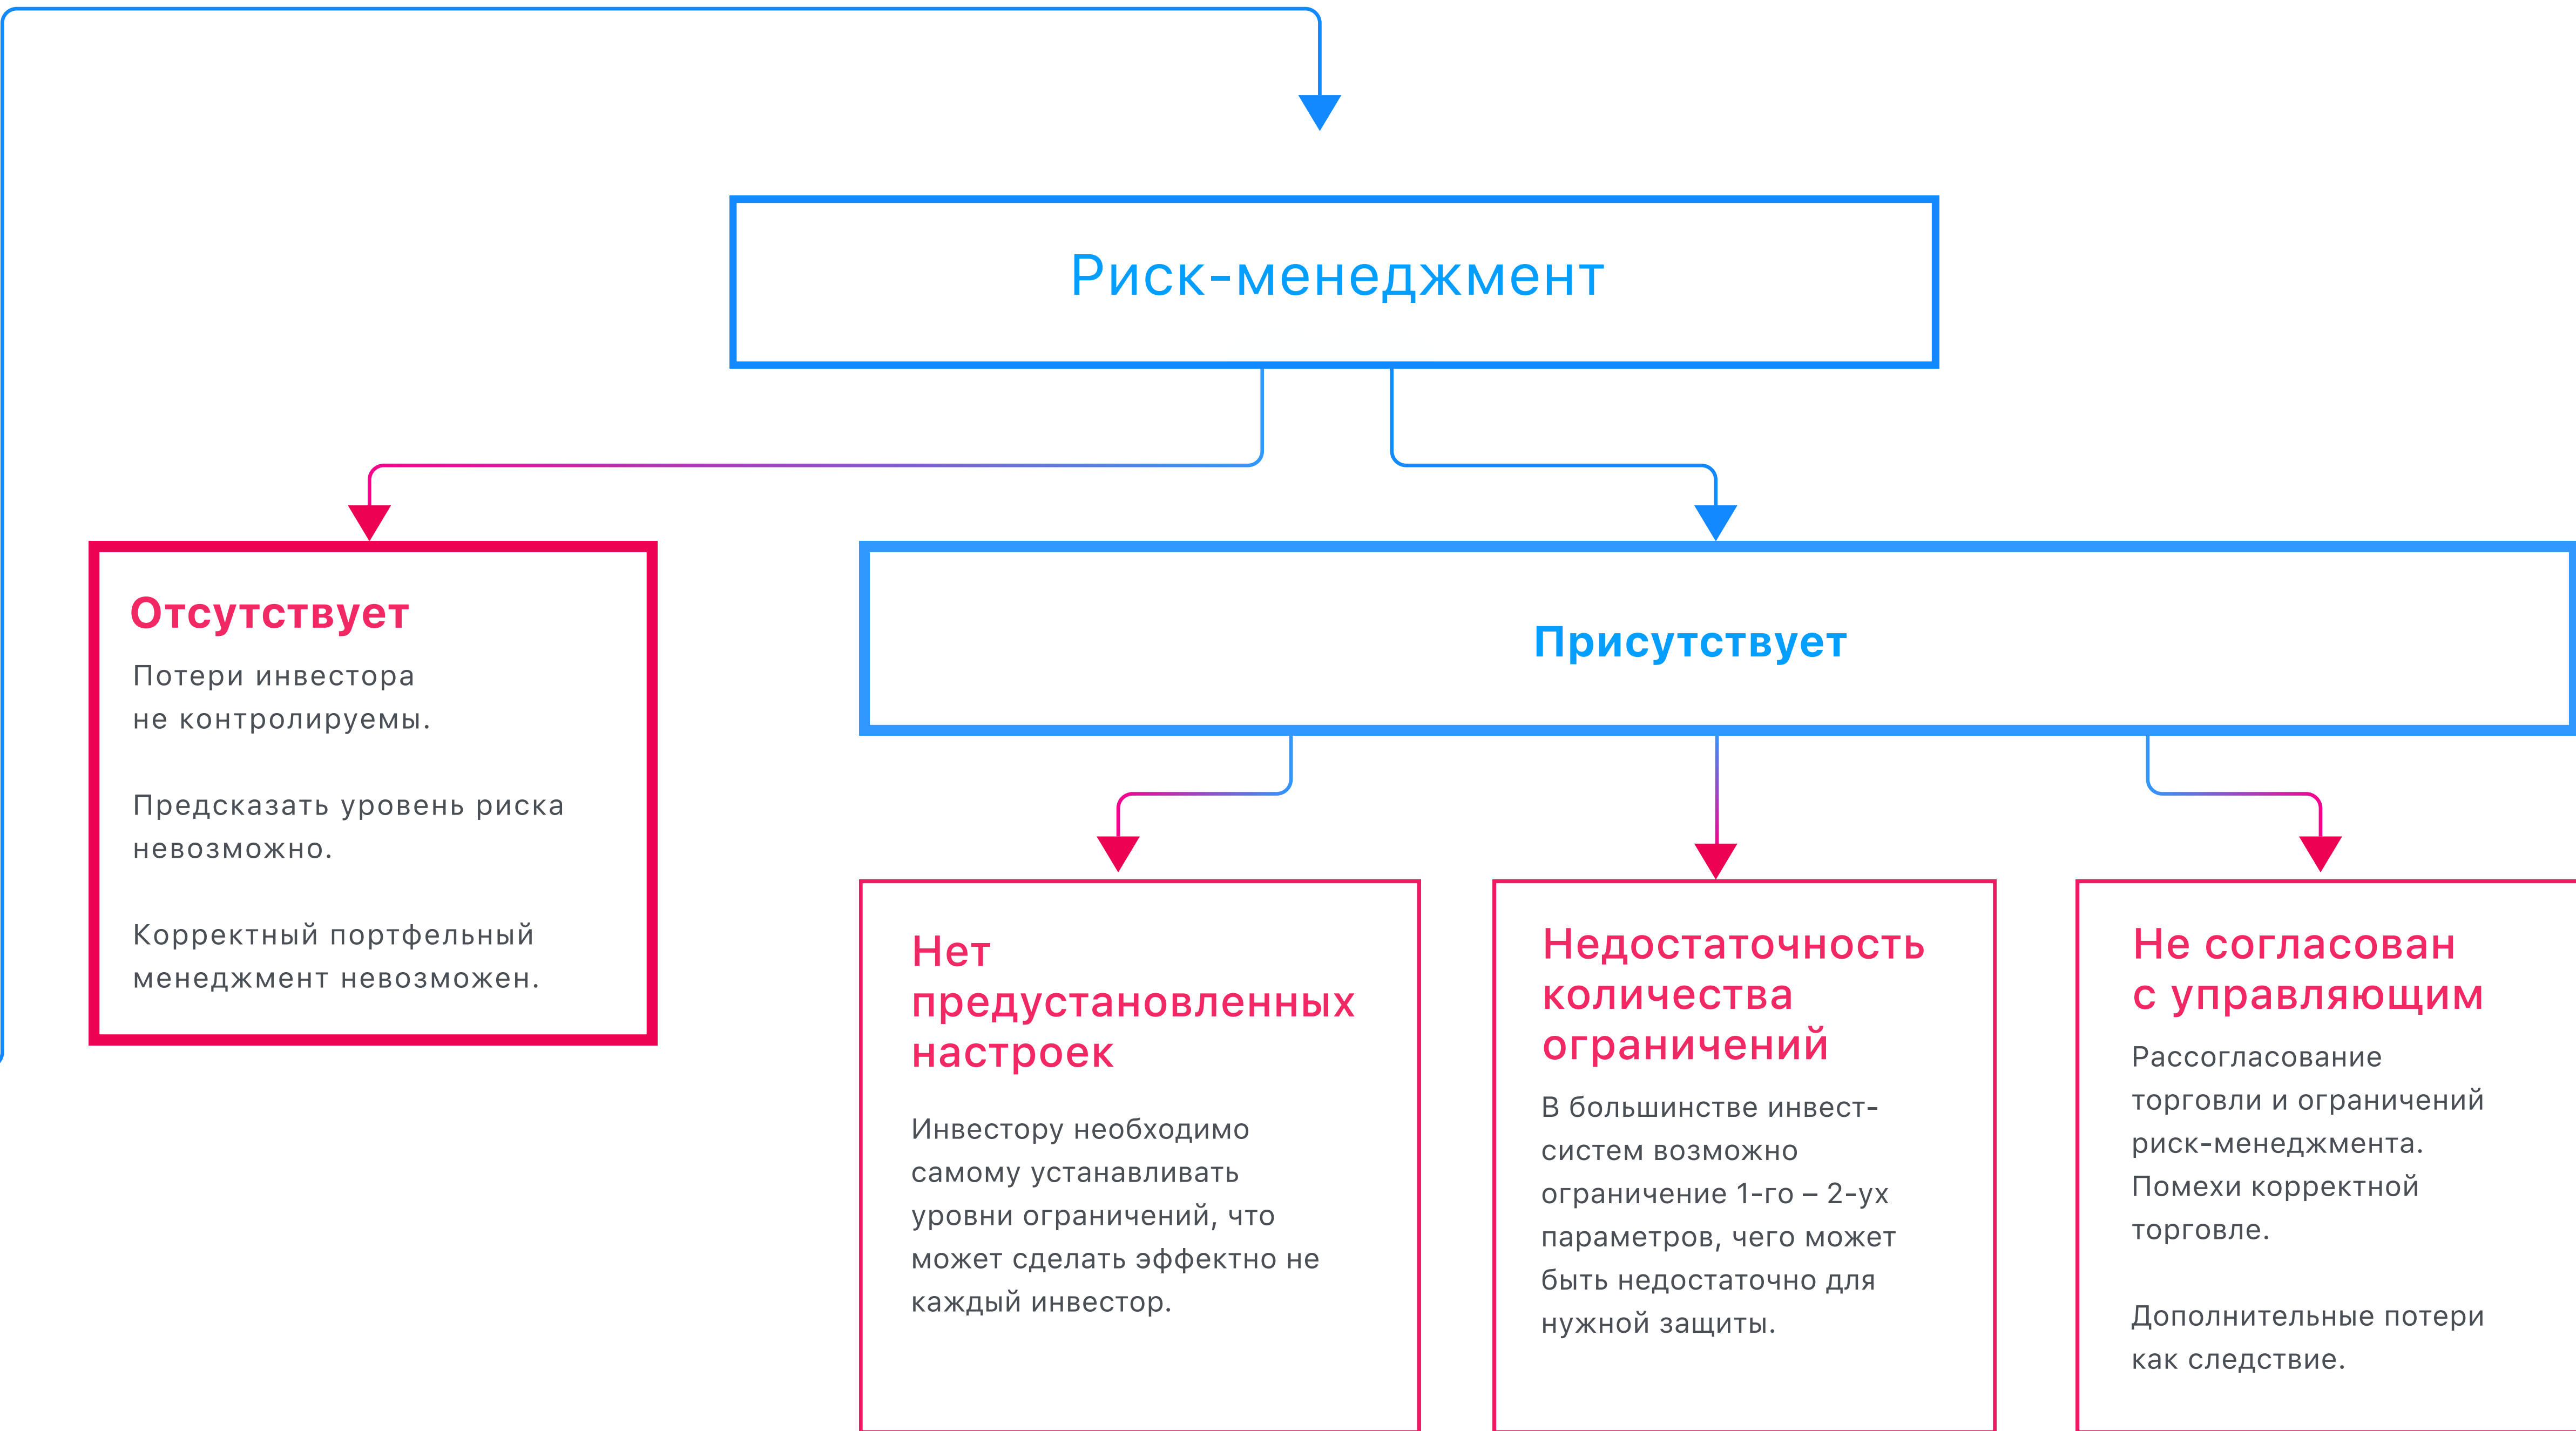 Риск-менеджмент
Отсутствует
Потери инвестора
не контролируемы.
Предсказать уровень риска
невозможно.
Корректный портфельный
менеджмент невозможен.
Присутствует
Нет
предустановленных
настроек
Инвестору необходимо
самому устанавливать
уровни ограничений, что
может сделать эффектно не
каждый инвестор.
Недостаточность
количества
ограничений
В большинстве инвест-
систем возможно
ограничение 1-го – 2-ух
параметров, чего может
быть недостаточно для
нужной защиты.
Не согласован
с управляющим
Рассогласование
торговли и ограничений
риск-менеджмента.
Помехи корректной
торговле.
Дополнительные потери
как следствие.